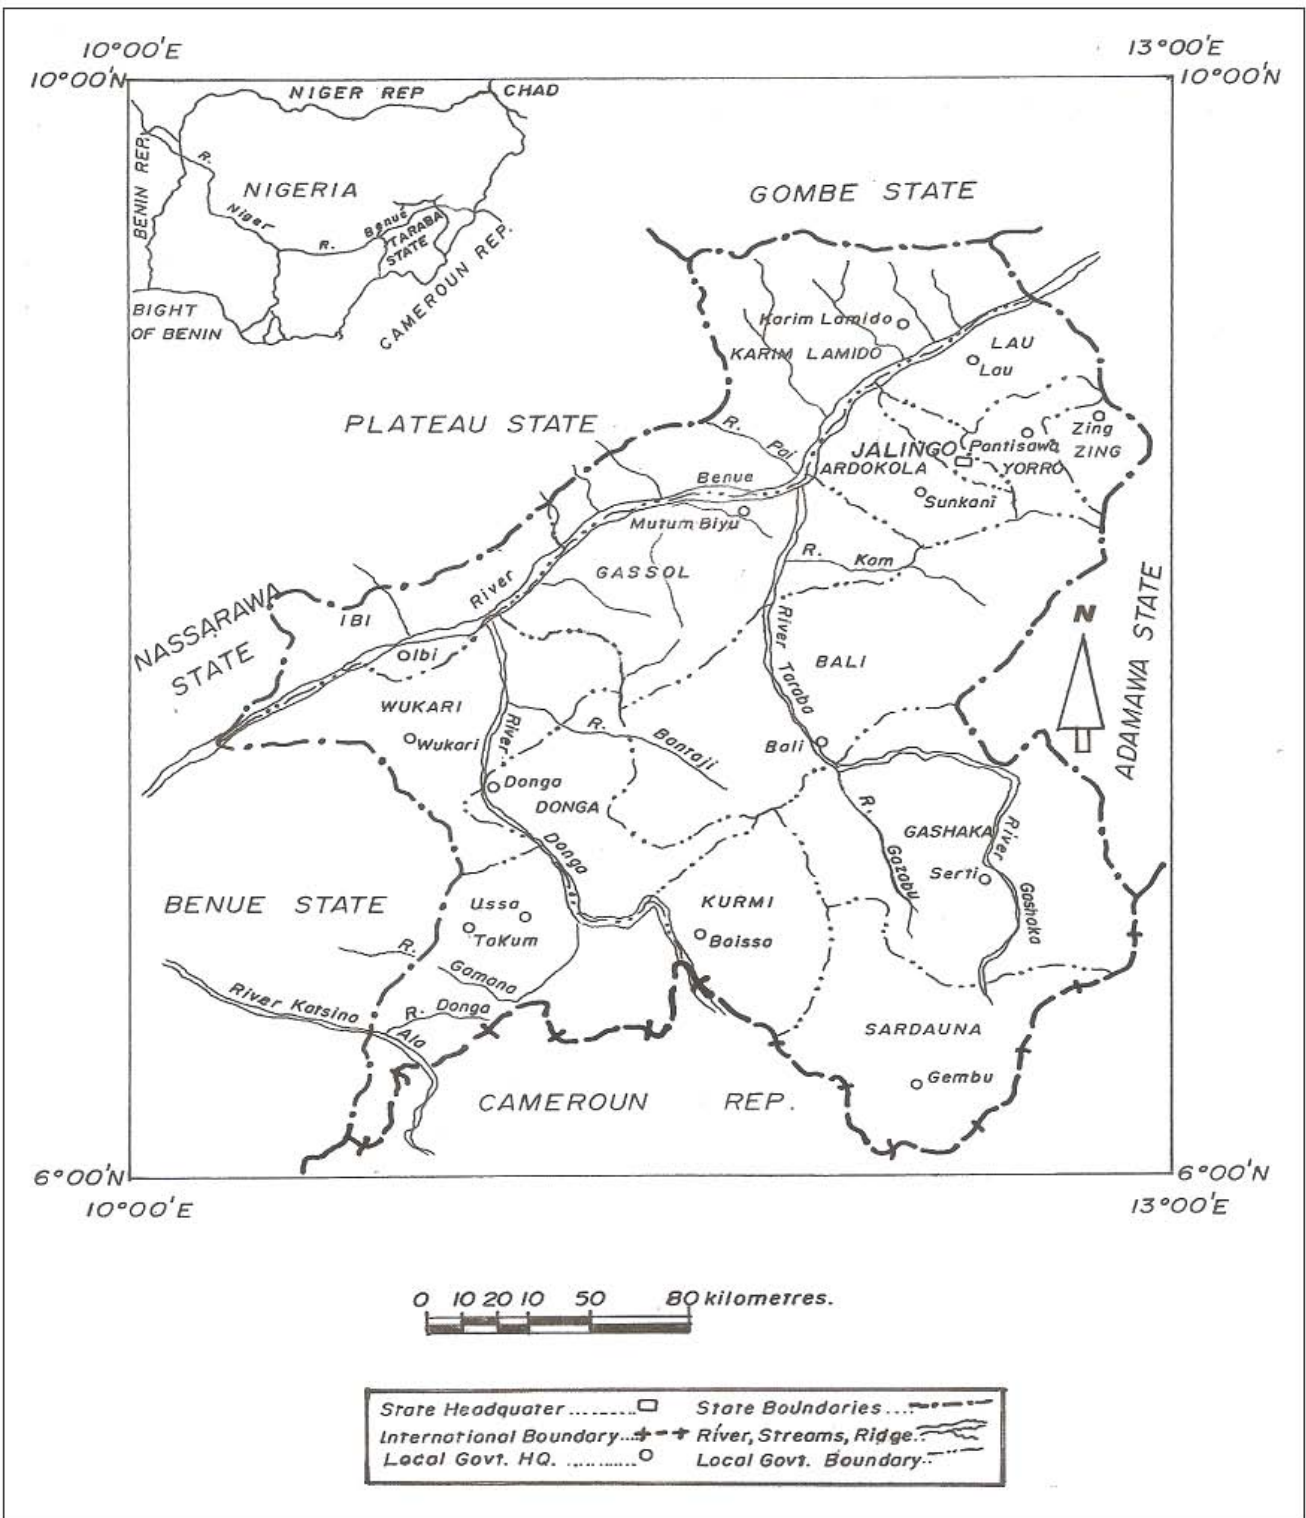 10°00'E
13°00'E
10°00'N
10°00'N
NIGER REP
CHAD
BENIN REP.
R.
Niger
NIGERIA
R.
Benué
TARABA
STATE
CAMEROUN REP.
BIGHT
OF BENIN
GOMBE STATE
Karim Lamido
KARIM LAMIDO
LAU
Lau
PLATEAU STATE
R. Pai
Zing
ZING
JALINGO
Pantisawa
ARDOKOLA
YORRO
Benue
Sunkani
Mutum Biyu
R. Kam
GASSOL
River
NASSARAWA
STATE
IBI
Ibi
ADAMAWA STATE
N
River Taraba
BALI
WUKARI
Wukari
River
R. Bantaji
Bali
Donga
DONGA
Donga
R. Gazabu
GASHAKA
River
Serti
Gashaka
BENUE STATE
Ussa
TaKum
KURMI
Baissa
R.
Gamana
River Katsina
Ala
R. Donga
SARDAUNA
Gembu
CAMEROUN REP.
6°00'N
6°00'N
10°00'E
13°00'E
0 10 20 10 50 80 kilometres.
State Headquater
State Boundaries
International Boundary
River, Streams, Ridge
Local Govt. HQ.
Local Govt. Boundary